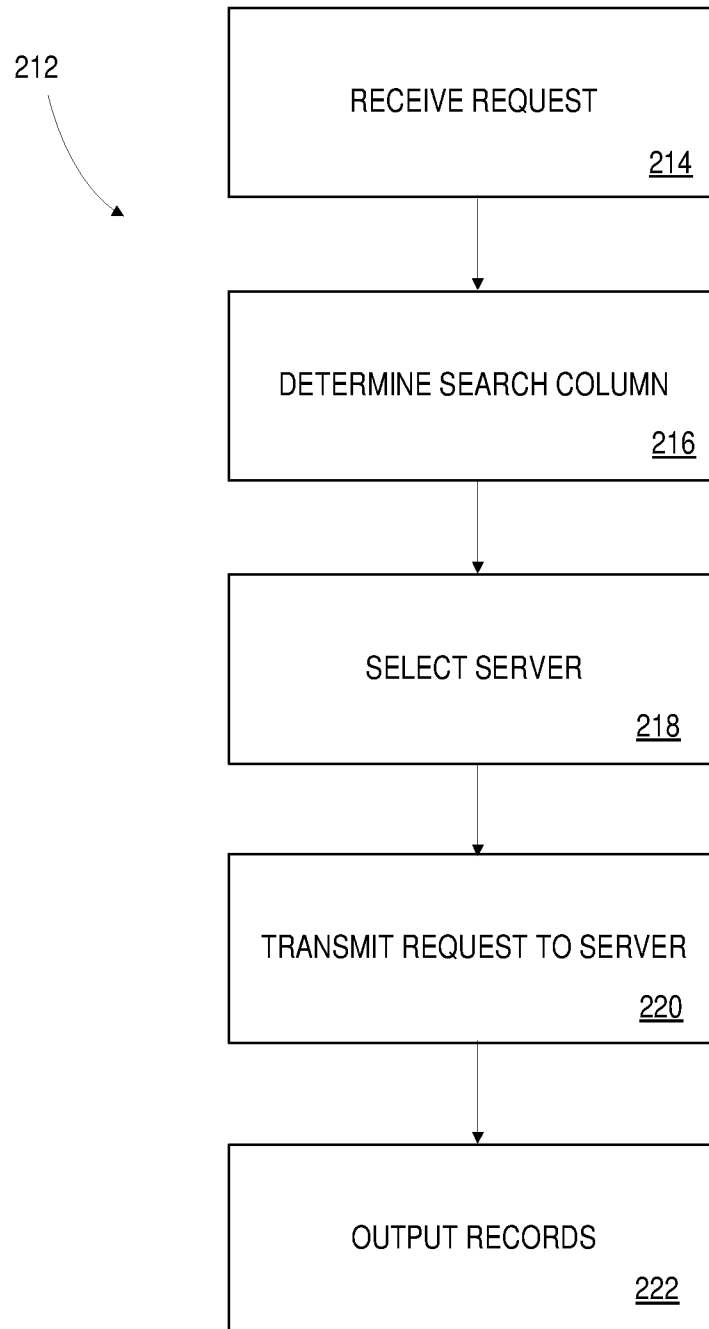 212
RECEIVE REQUEST
214
DETERMINE SEARCH COLUMN
216
SELECT SERVER
218
TRANSMIT REQUEST TO SERVER
220
OUTPUT RECORDS
222